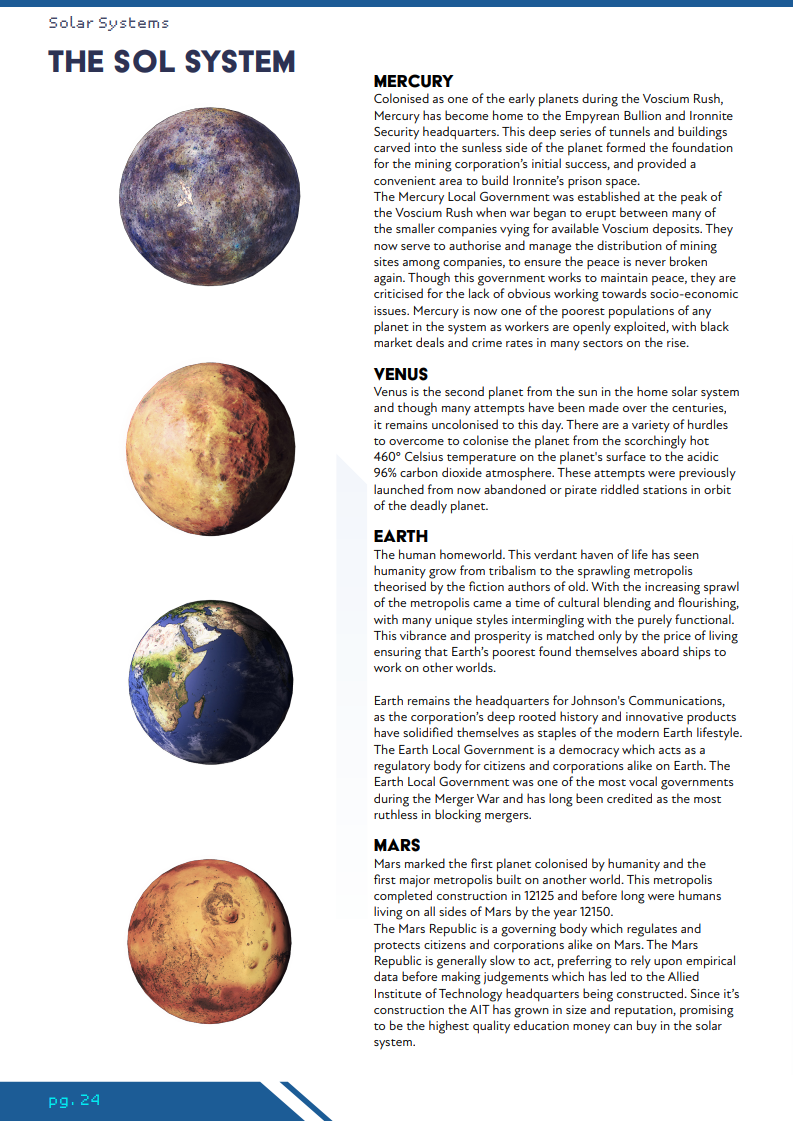 Solar Systems
THE SOL SYSTEM
MERCURY
Colonised as one of the early planets during the Voscium Rush,
Mercury has become home to the Empyrean Bullion and Ironnite
Security headquarters. This deep series of tunnels and buildings
carved into the sunless side of the planet formed the foundation
for the mining corporation's initial success, and provided a
convenient area to build Ironnite's prison space.
The Mercury Local Government was established at the peak of
the Voscium Rush when war began to erupt between many of
the smaller companies vying for available Voscium deposits. They
now serve to authorise and manage the distribution of mining
sites among companies, to ensure the peace is never broken
again. Though this government works to maintain peace, they are
criticised for the lack of obvious working towards socio-economic
issues. Mercury is now one of the poorest populations of any
planet in the system as workers are openly exploited, with black
market deals and crime rates in many sectors on the rise.
VENUS
Venus is the second planet from the sun in the home solar system
and though many attempts have been made over the centuries,
it remains uncolonised to this day. There are a variety of hurdles
to overcome to colonise the planet from the scorchingly hot
460° Celsius temperature on the planet's surface to the acidic
96% carbon dioxide atmosphere. These attempts were previously
launched from now abandoned or pirate riddled stations in orbit
of the deadly planet.
EARTH
The human homeworld. This verdant haven of life has seen
humanity grow from tribalism to the sprawling metropolis
theorised by the fiction authors of old. With the increasing sprawl
of the metropolis came a time of cultural blending and flourishing,
with many unique styles intermingling with the purely functional.
This vibrance and prosperity is matched only by the price of living
ensuring that Earth's poorest found themselves aboard ships to
work on other worlds.
Earth remains the headquarters for Johnson's Communications,
as the corporation's deep rooted history and innovative products
have solidified themselves as staples of the modern Earth lifestyle.
The Earth Local Government is a democracy which acts as a
regulatory body for citizens and corporations alike on Earth. The
Earth Local Government was one of the most vocal governments
during the Merger War and has long been credited as the most
ruthless in blocking mergers.
MARS
Mars marked the first planet colonised by humanity and the
first major metropolis built on another world. This metropolis
completed construction in 12125 and before long were humans
living on all sides of Mars by the year 12150.
The Mars Republic is a governing body which regulates and
protects citizens and corporations alike on Mars. The Mars
Republic is generally slow to act, preferring to rely upon empirical
data before making judgements which has led to the Allied
Institute of Technology headquarters being constructed. Since it's
construction the AIT has grown in size and reputation, promising
to be the highest quality education money can buy in the solar
system.
pg. 24